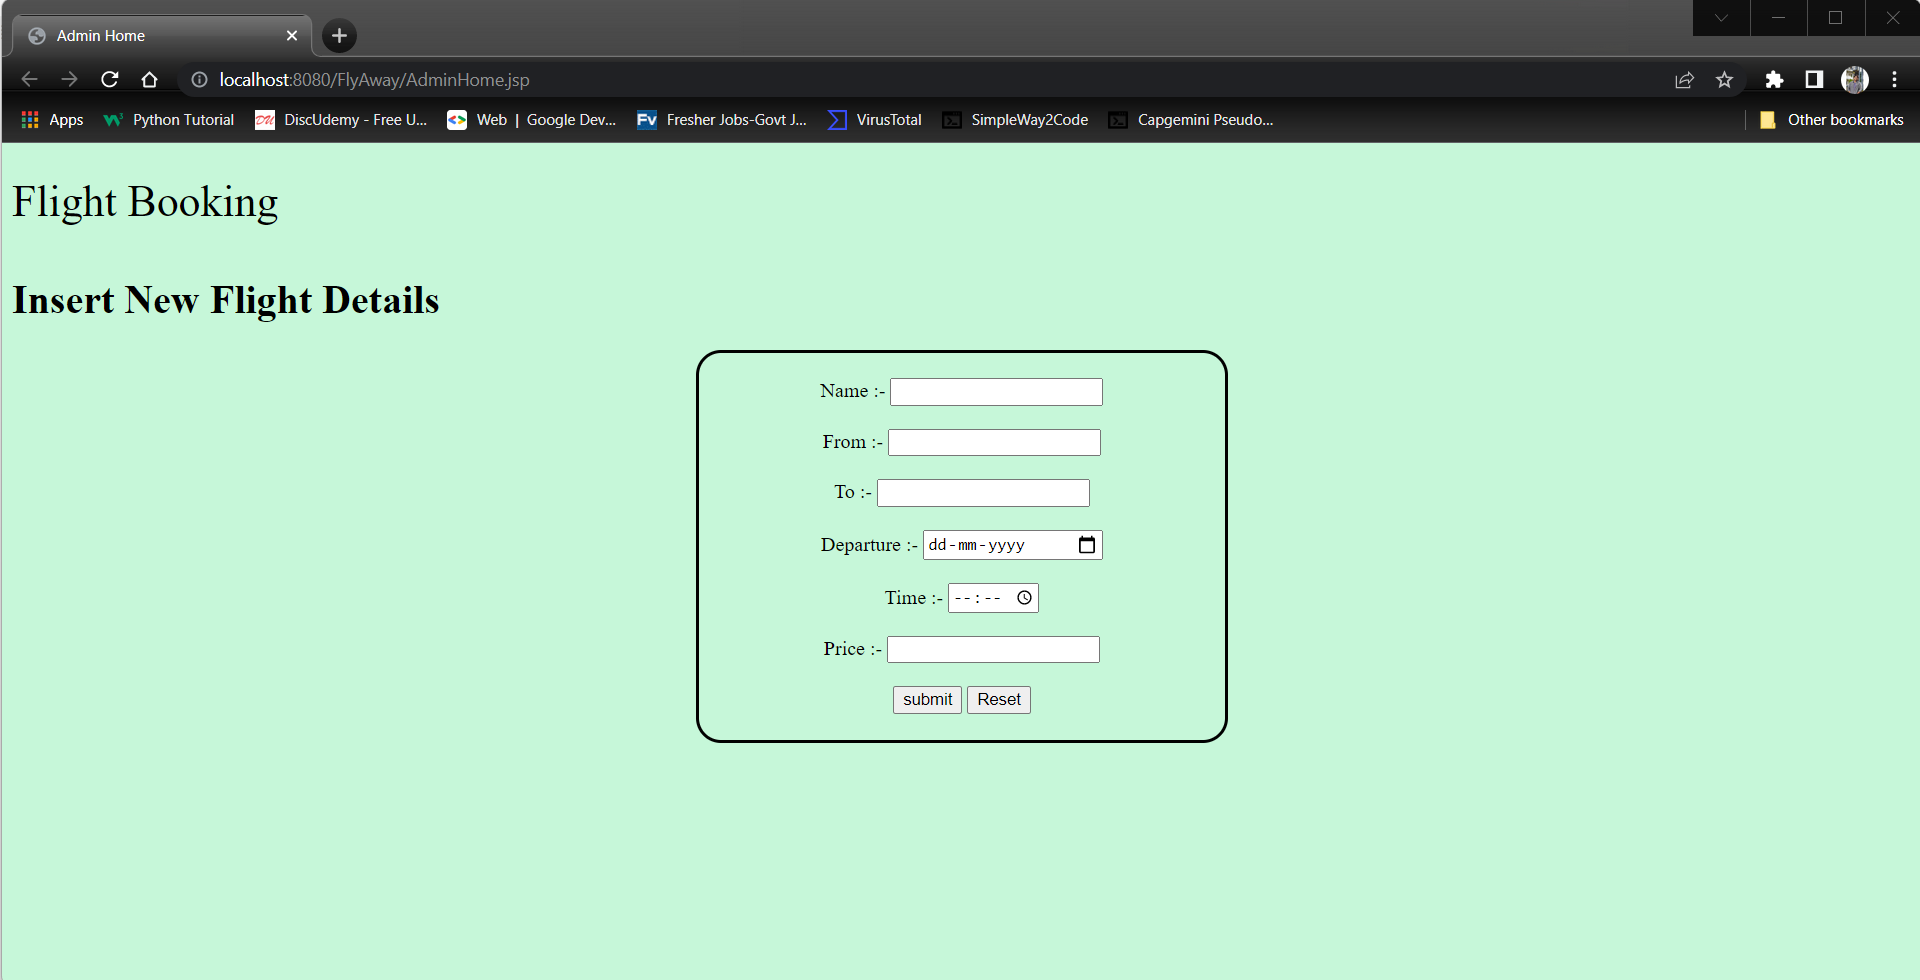 Admin Home
localhost:8080/FlyAway/AdminHome.jsp
Apps Python Tutorial DU DiscUdemy - Free U... Web | Google Dev... Fv Fresher Jobs-Govt J... VirusTotal SimpleWay2Code Capgemini Pseudo... Other bookmarks
Flight Booking
Insert New Flight Details
Name :-
From :-
To :-
Departure :- dd-mm-yyyy
Time :- --:--
Price :-
submit Reset